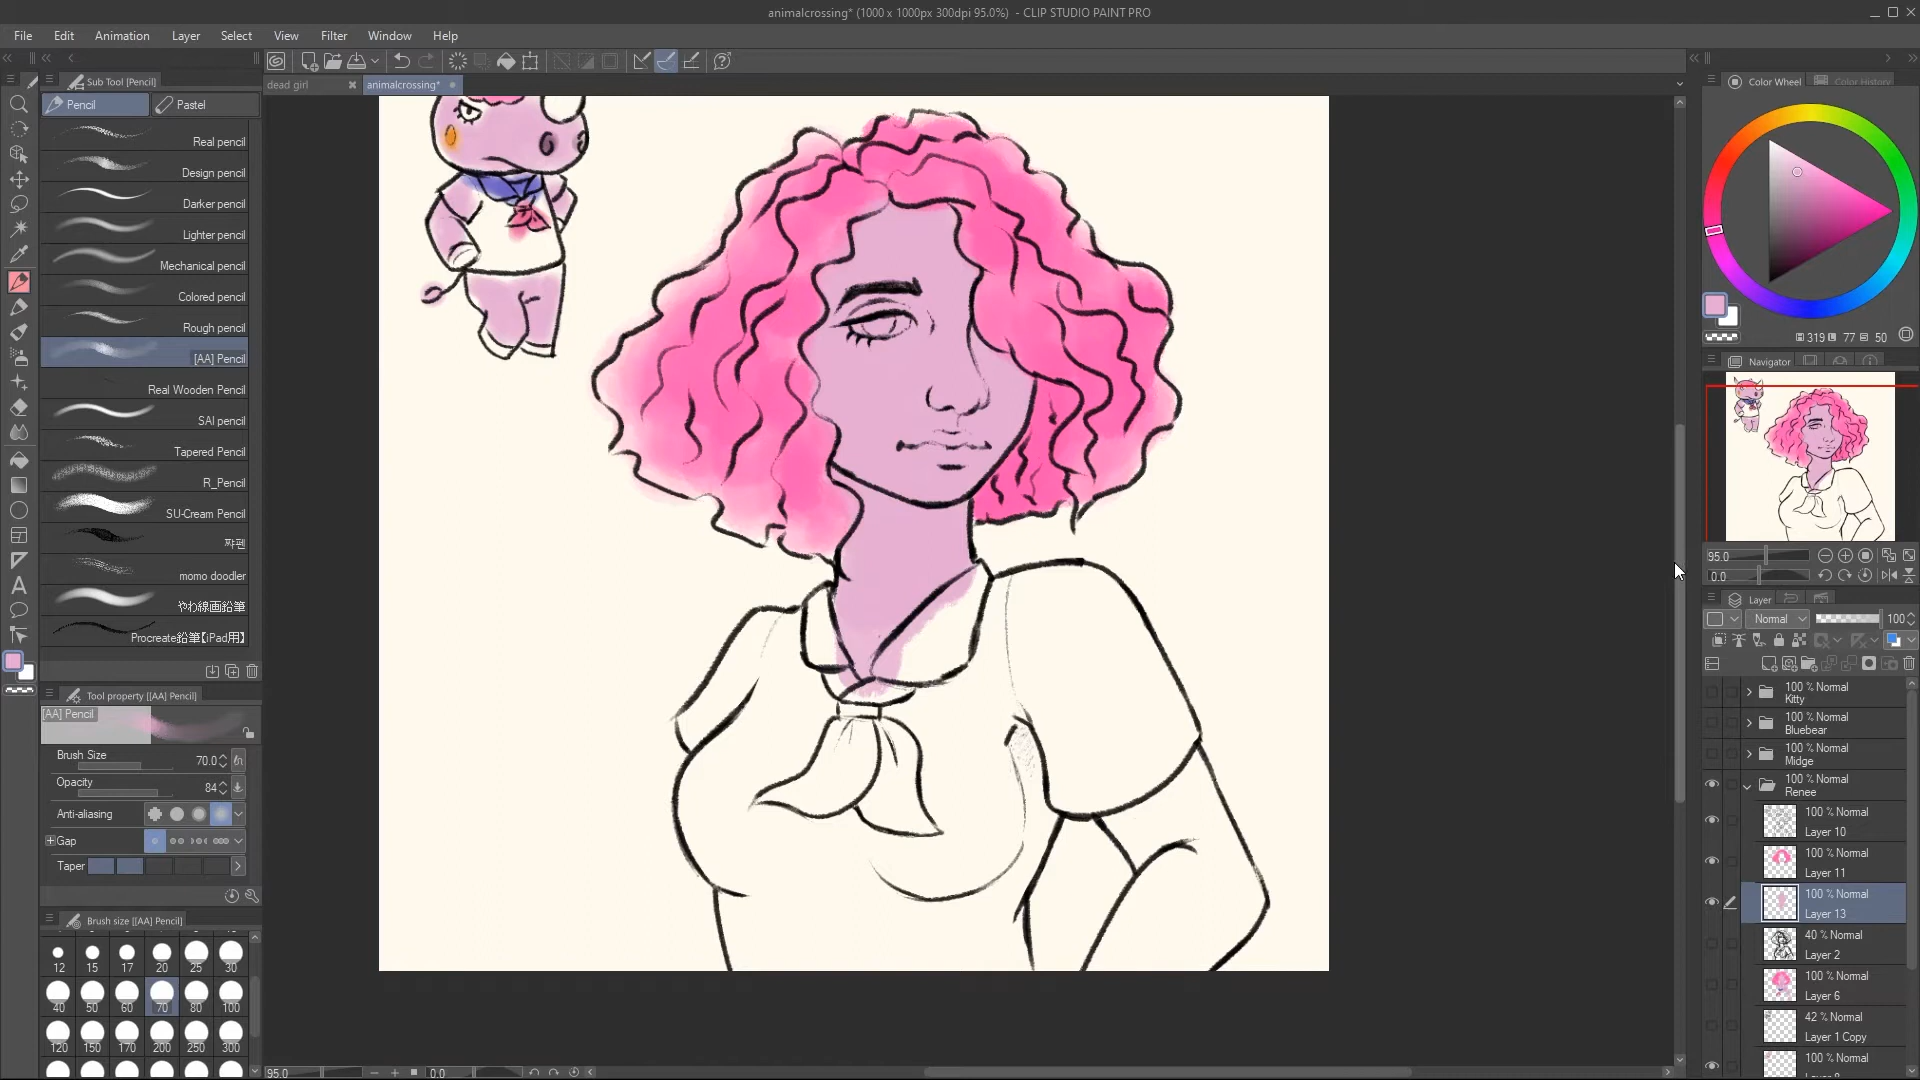 animalcrossing* (1000 x 1000px 300dpi 95.0%) - CLIP STUDIO PAINT PRO
File Edit Animation Layer Select View Filter Window Help
Sub Tool [Pencil]
dead girl
animalcrossing*
Color Wheel
Color History
Pencil
Pastel
Real pencil
Design pencil
Darker pencil
Lighter pencil
Mechanical pencil
Colored pencil
Rough pencil
[AA] Pencil
Real Wooden Pencil
SAI pencil
Tapered Pencil
R_Pencil
SU-Cream Pencil
momo doodler
やわ線画鉛筆
Procreate鉛筆【iPad用】
Tool property [[AA] Pencil]
[AA] Pencil
Brush Size 70.0
Opacity 84
Anti-aliasing
Gap
Taper
Brush size [[AA] Pencil]
12 15 17 20 25 30
40 50 60 70 80 100
120 150 170 200 250 300
95.0
0.0
319 77 50
Navigator
95.0
0.0
Layer
Normal 100
100 % Normal
Kitty
100 % Normal
Bluebear
100 % Normal
Midge
100 % Normal
Renee
100 % Normal
Layer 10
100 % Normal
Layer 11
100 % Normal
Layer 13
40 % Normal
Layer 2
100 % Normal
Layer 6
42 % Normal
Layer 1 Copy
100 % Normal